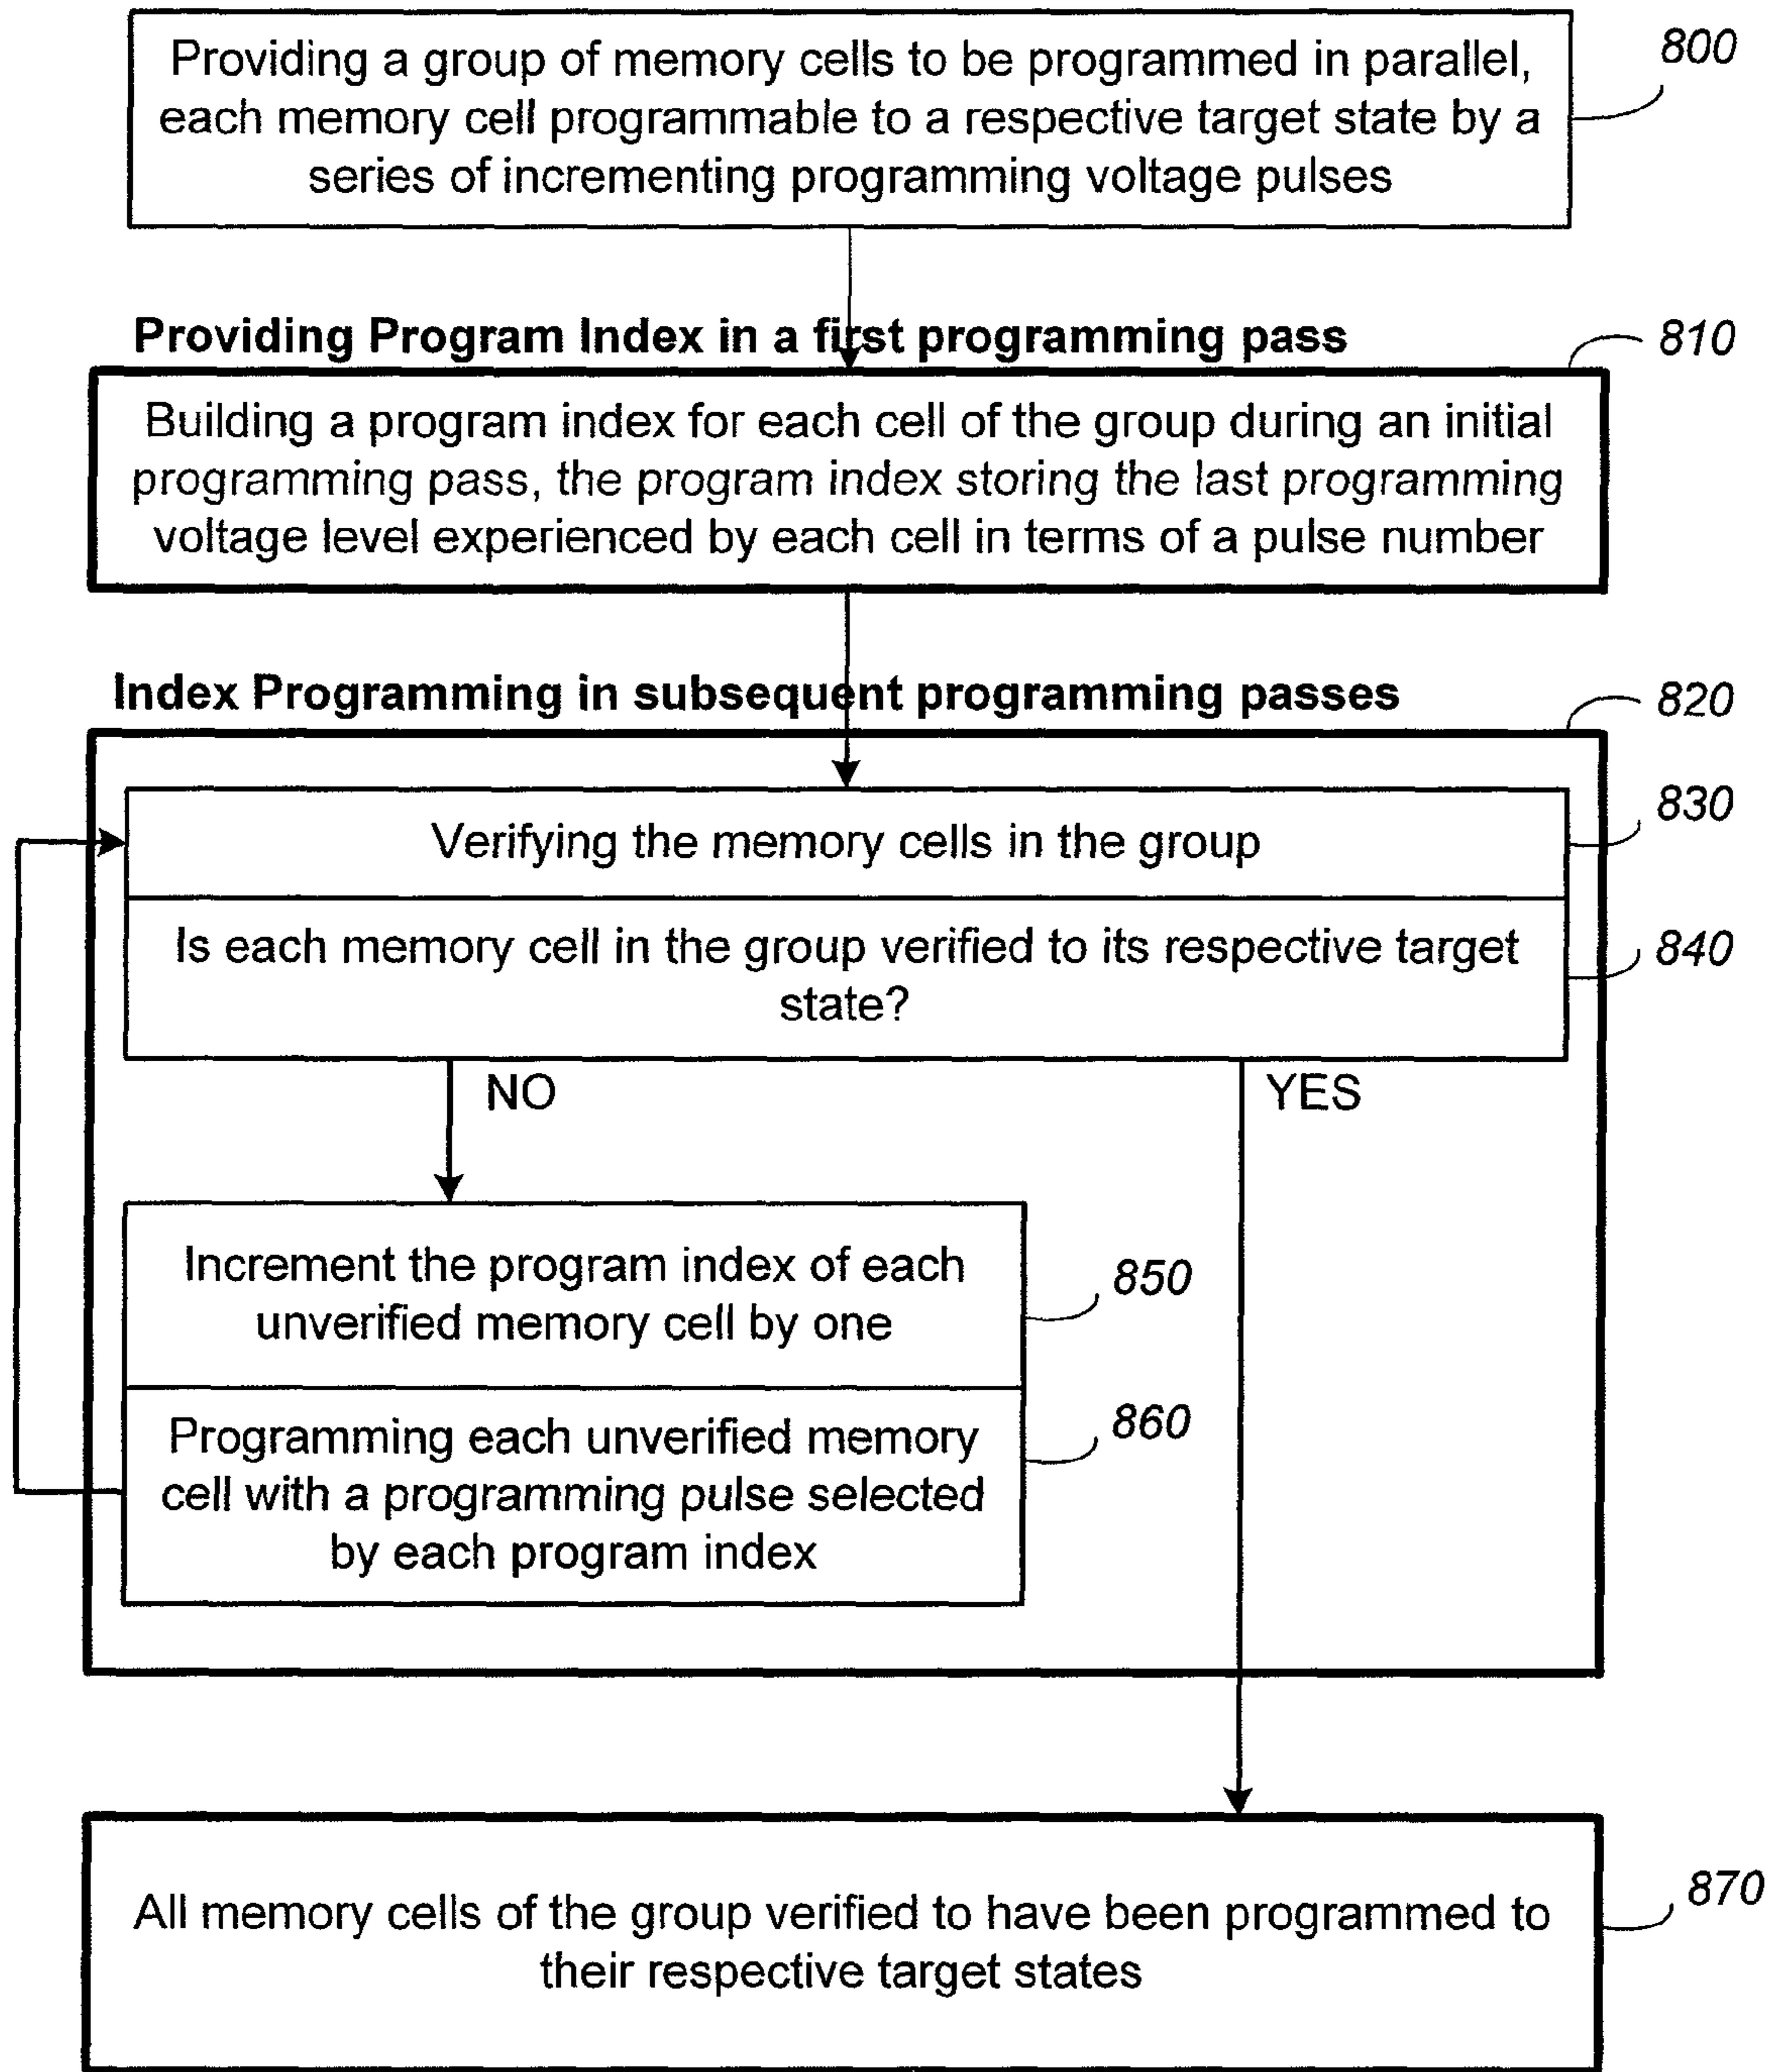 Providing a group of memory cells to be programmed in parallel,
each memory cell programmable to a respective target state by a
series of incrementing programming voltage pulses
800
Providing Program Index in a first programming pass
810
Building a program index for each cell of the group during an initial
programming pass, the program index storing the last programming
voltage level experienced by each cell in terms of a pulse number
Index Programming in subsequent programming passes
820
Verifying the memory cells in the group
830
Is each memory cell in the group verified to its respective target
state?
840
NO
YES
Increment the program index of each
unverified memory cell by one
850
Programming each unverified memory
cell with a programming pulse selected
by each program index
860
All memory cells of the group verified to have been programmed to
their respective target states
870